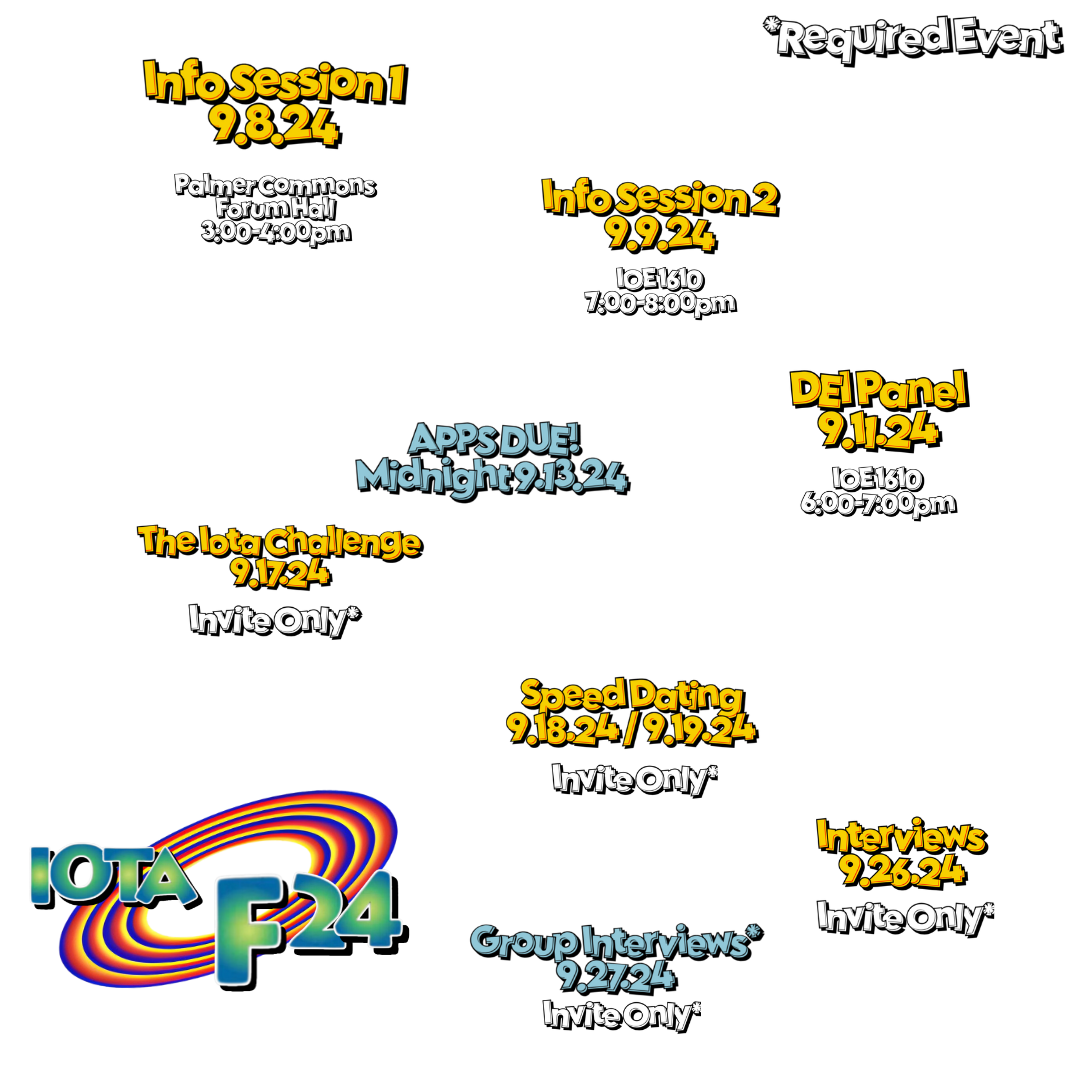 *Required Event
Info Session 1
9.8.24
Palmer Commons
Forum Hall
3:00-4:00pm
Info Session 2
9.9.24
IOE 1610
7:00-8:00pm
DEI Panel
9.11.24
IOE 1610
6:00-7:00pm
APPS DUE!
Midnight 9.13.24
The Iota Challenge
9.17.24
Invite Only*
Speed Dating
9.18.24 / 9.19.24
Invite Only*
Interviews
9.26.24
Invite Only*
Group Interviews*
9.27.24
Invite Only*
IOTA
F24